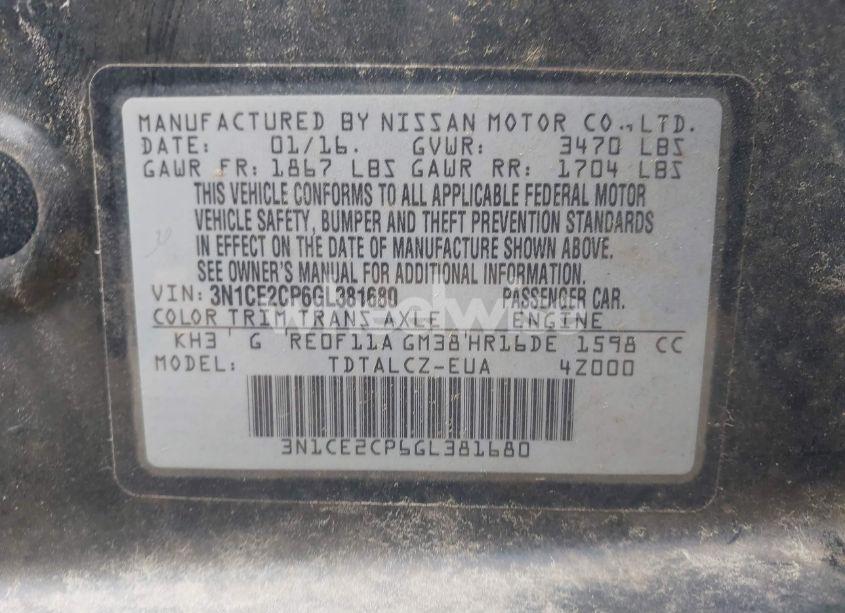 MANUFACTURED BY NISSAN MOTOR CO., LTD.
DATE: 01/16. GVWR: 3470 LBS
GAWR FR: 1867 LBS GAWR RR: 1704 LBS
THIS VEHICLE CONFORMS TO ALL APPLICABLE FEDERAL MOTOR
VEHICLE SAFETY, BUMPER AND THEFT PREVENTION STANDARDS
IN EFFECT ON THE DATE OF MANUFACTURE SHOWN ABOVE.
SEE OWNER'S MANUAL FOR ADDITIONAL INFORMATION.
VIN: 3N1CE2CP6GL381680 PASSENGER CAR.
COLOR TRIM TRANS AXLE ENGINE
KH3 G RE0F11A GM38 HR16DE 1598 CC
MODEL: TDTALCZ-EUA 4Z000
3N1CE2CP6GL381680